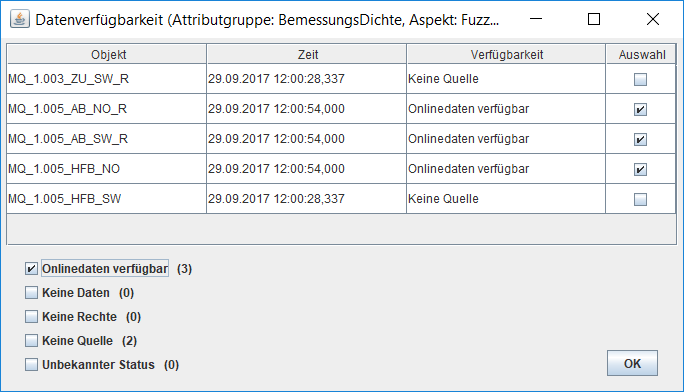 Datenverfügbarkeit (Attributgruppe: BemessungsDichte, Aspekt: Fuzz...
Objekt Zeit Verfügbarkeit Auswahl
MQ_1.003_ZU_SW_R 29.09.2017 12:00:28,337 Keine Quelle
MQ_1.005_AB_NO_R 29.09.2017 12:00:54,000 Onlinedaten verfügbar
MQ_1.005_AB_SW_R 29.09.2017 12:00:54,000 Onlinedaten verfügbar
MQ_1.005_HFB_NO 29.09.2017 12:00:54,000 Onlinedaten verfügbar
MQ_1.005_HFB_SW 29.09.2017 12:00:28,337 Keine Quelle
Onlinedaten verfügbar (3)
Keine Daten (0)
Keine Rechte (0)
Keine Quelle (2)
Unbekannter Status (0)
OK